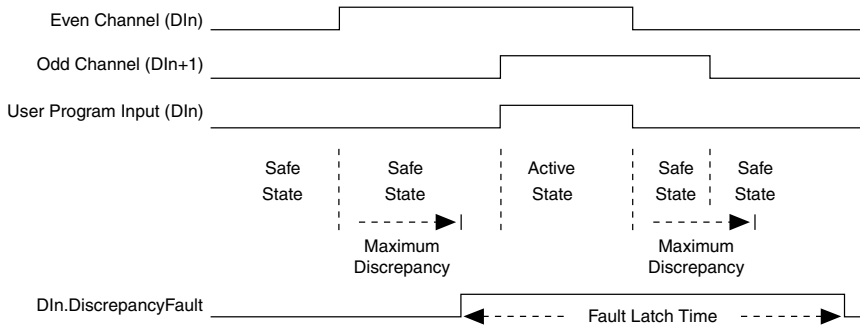 Even Channel (DIn)
Odd Channel (DIn+1)
User Program Input (DIn)
Safe State
Safe State
Active State
Safe State
Safe State
Maximum Discrepancy
Maximum Discrepancy
DIn.DiscrepancyFault
Fault Latch Time